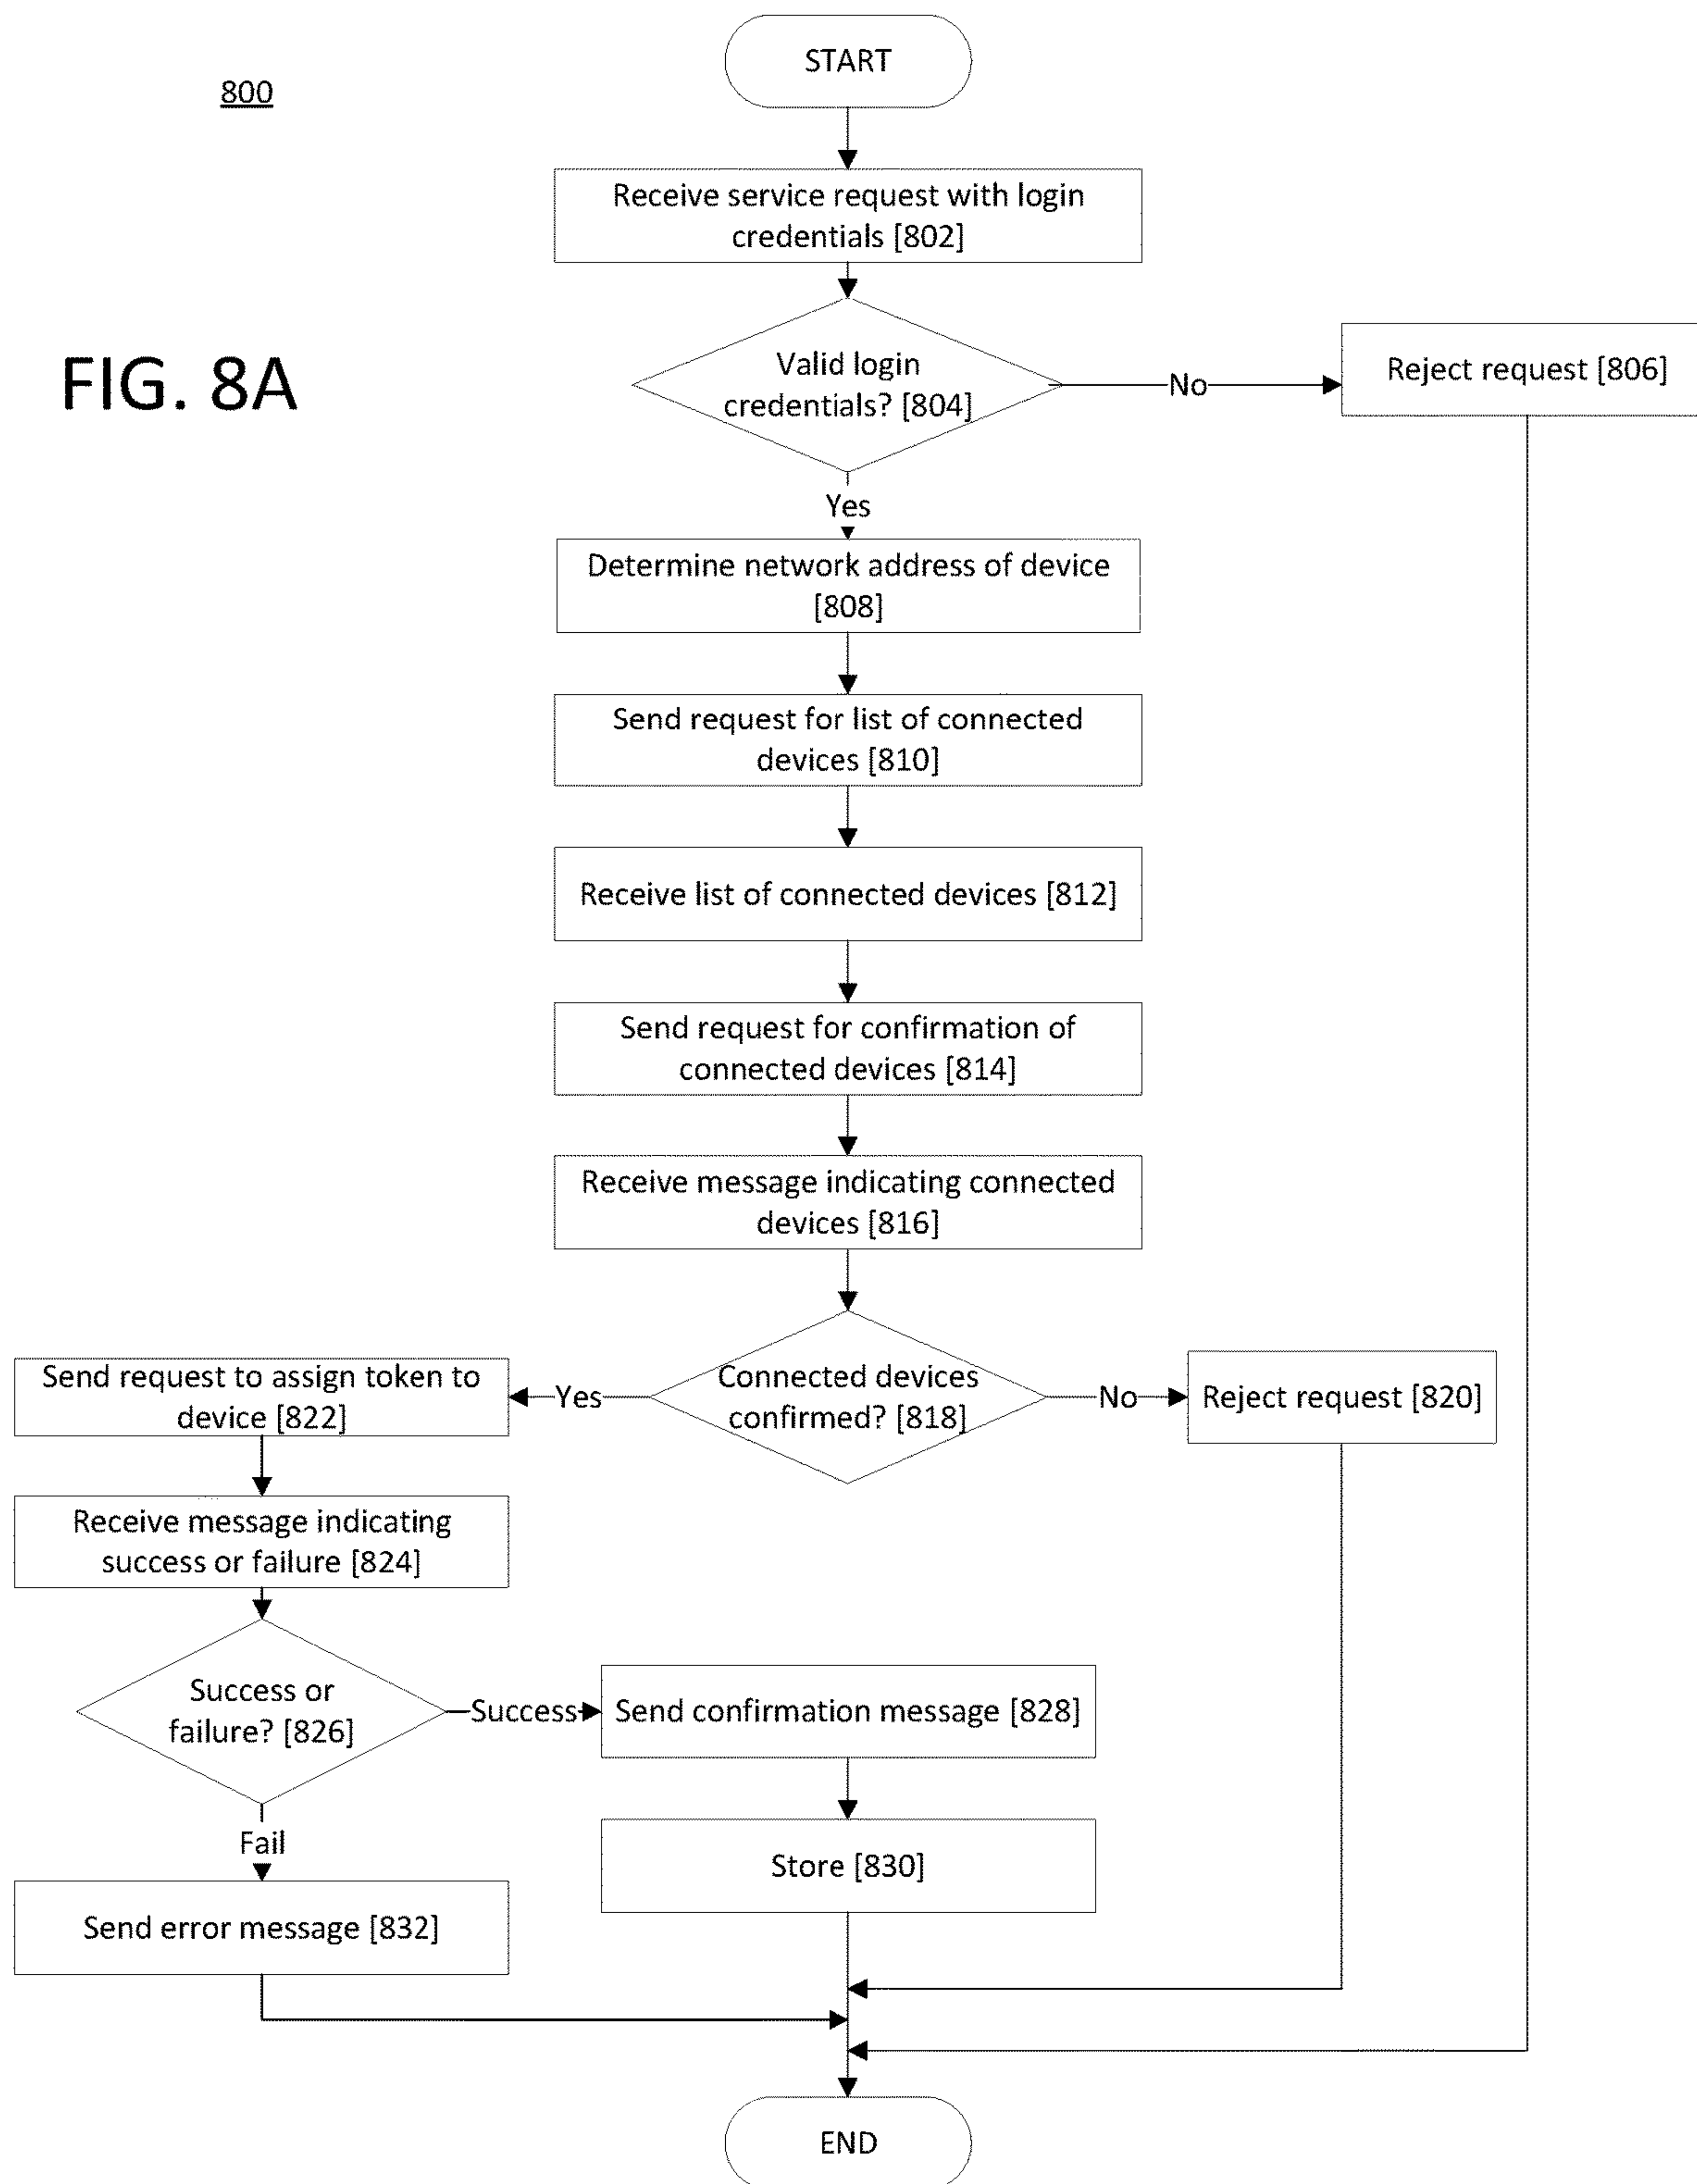 START
800
Receive service request with login
credentials [802]
FIG. 8A
Valid login
credentials? [804]
No
Reject request [806]
Yes
Determine network address of device
[808]
Send request for list of connected
devices [810]
Receive list of connected devices [812]
Send request for confirmation of
connected devices [814]
Receive message indicating connected
devices [816]
Send request to assign token to
device [822]
Yes
Connected devices
confirmed? [818]
No
Reject request [820]
Receive message indicating
success or failure [824]
Success or
failure? [826]
Success
Send confirmation message [828]
Fail
Store [830]
Send error message [832]
END